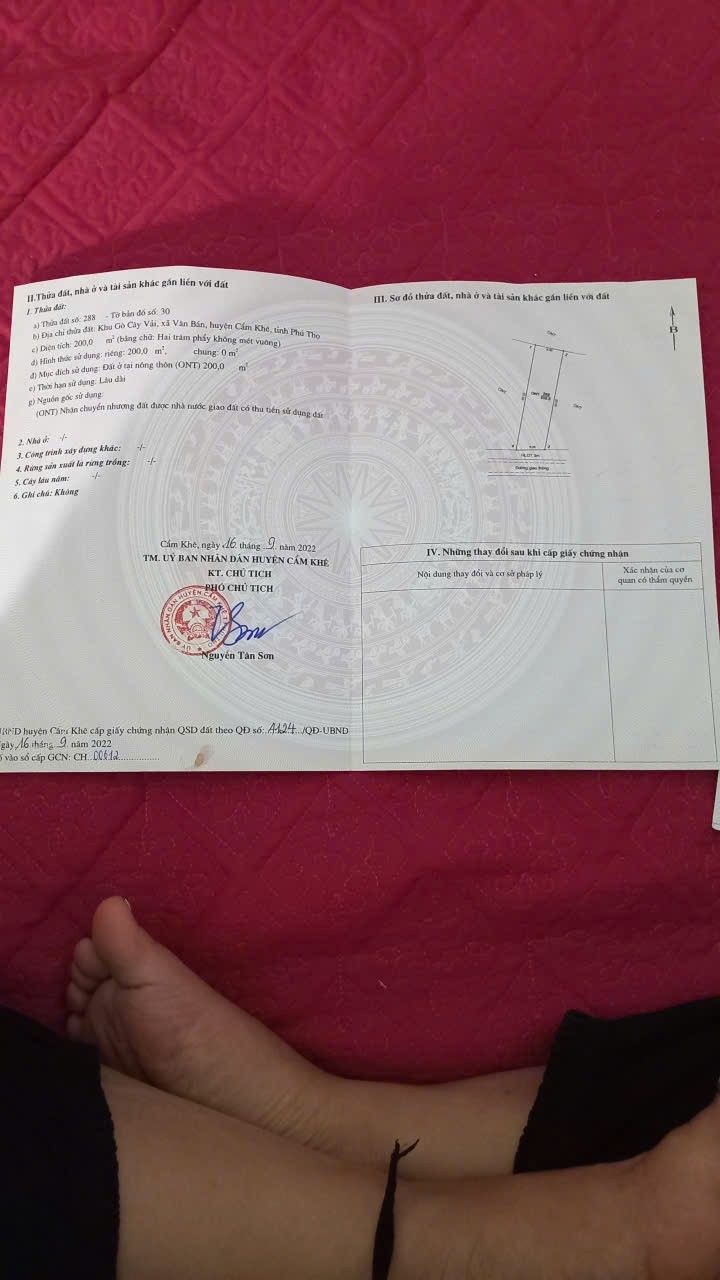 II.Thửa đất, nhà ở và tài sản khác gắn liền với đất
1. Thửa đất:
a) Thửa đất số: 288 - Tờ bản đồ số: 30
b) Địa chỉ thửa đất: Khu Gò Cây Vải, xã Văn Bán, huyện Cẩm Khê, tỉnh Phú Thọ
c) Diện tích: 200,0 m² (bằng chữ: Hai trăm phẩy không mét vuông)
d) Hình thức sử dụng: riêng: 200,0 m², chung: 0 m²
đ) Mục đích sử dụng: Đất ở tại nông thôn (ONT) 200,0 m²
e) Thời hạn sử dụng: Lâu dài
g) Nguồn gốc sử dụng:
(ONT) Nhận chuyển nhượng đất được nhà nước giao đất có thu tiền sử dụng đất
2. Nhà ở: -/-
3. Công trình xây dựng khác: -/-
4. Rừng sản xuất là rừng trồng: -/-
5. Cây lâu năm: -/-
6. Ghi chú: Không
Cẩm Khê, ngày 16 tháng 9 năm 2022
TM. UỶ BAN NHÂN DÂN HUYỆN CẨM KHÊ
KT. CHỦ TỊCH
PHÓ CHỦ TỊCH
Nguyễn Tân Sơn
UBND huyện Cẩm Khê cấp giấy chứng nhận QSD đất theo QĐ số: /QĐ-UBND
ngày 16 tháng 9 năm 2022
vào sổ cấp GCN: CH 00612
III. Sơ đồ thửa đất, nhà ở và tài sản khác gắn liền với đất
B
ONT
HLGT 3m
Đường giao thông
IV. Những thay đổi sau khi cấp giấy chứng nhận
Nội dung thay đổi và cơ sở pháp lý
Xác nhận của cơ
quan có thẩm quyền